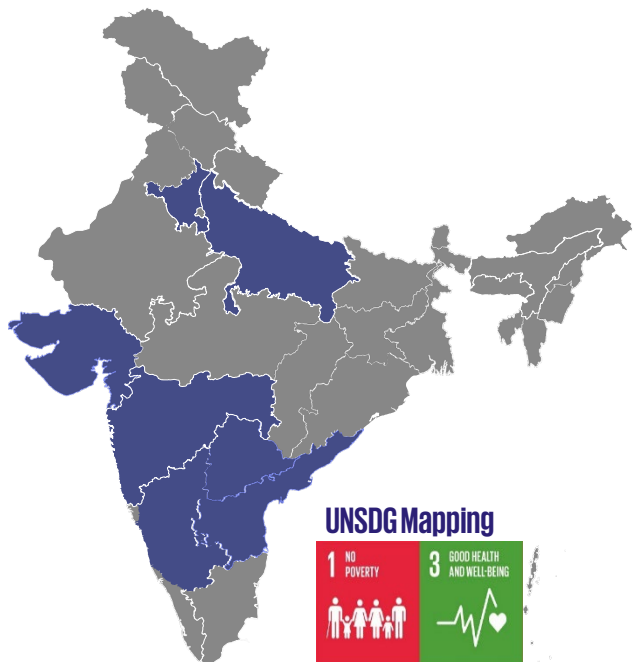 UNSDG Mapping
1 NO
POVERTY
3 GOOD HEALTH
AND WELL-BEING